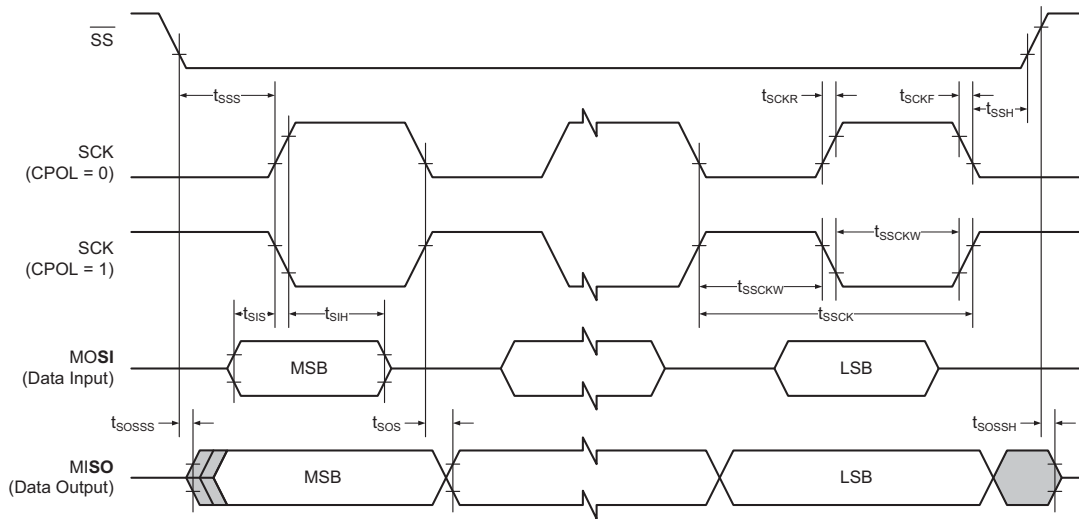 SS
tSSS
tSCKR
tSCKF
tSSH
SCK
(CPOL = 0)
SCK
(CPOL = 1)
tSSCKW
tSSCKW
tSSCK
tSIS
tSIH
MOSI
(Data Input)
MSB
LSB
tSOSSS
tSOS
tSOSSH
MISO
(Data Output)
MSB
LSB